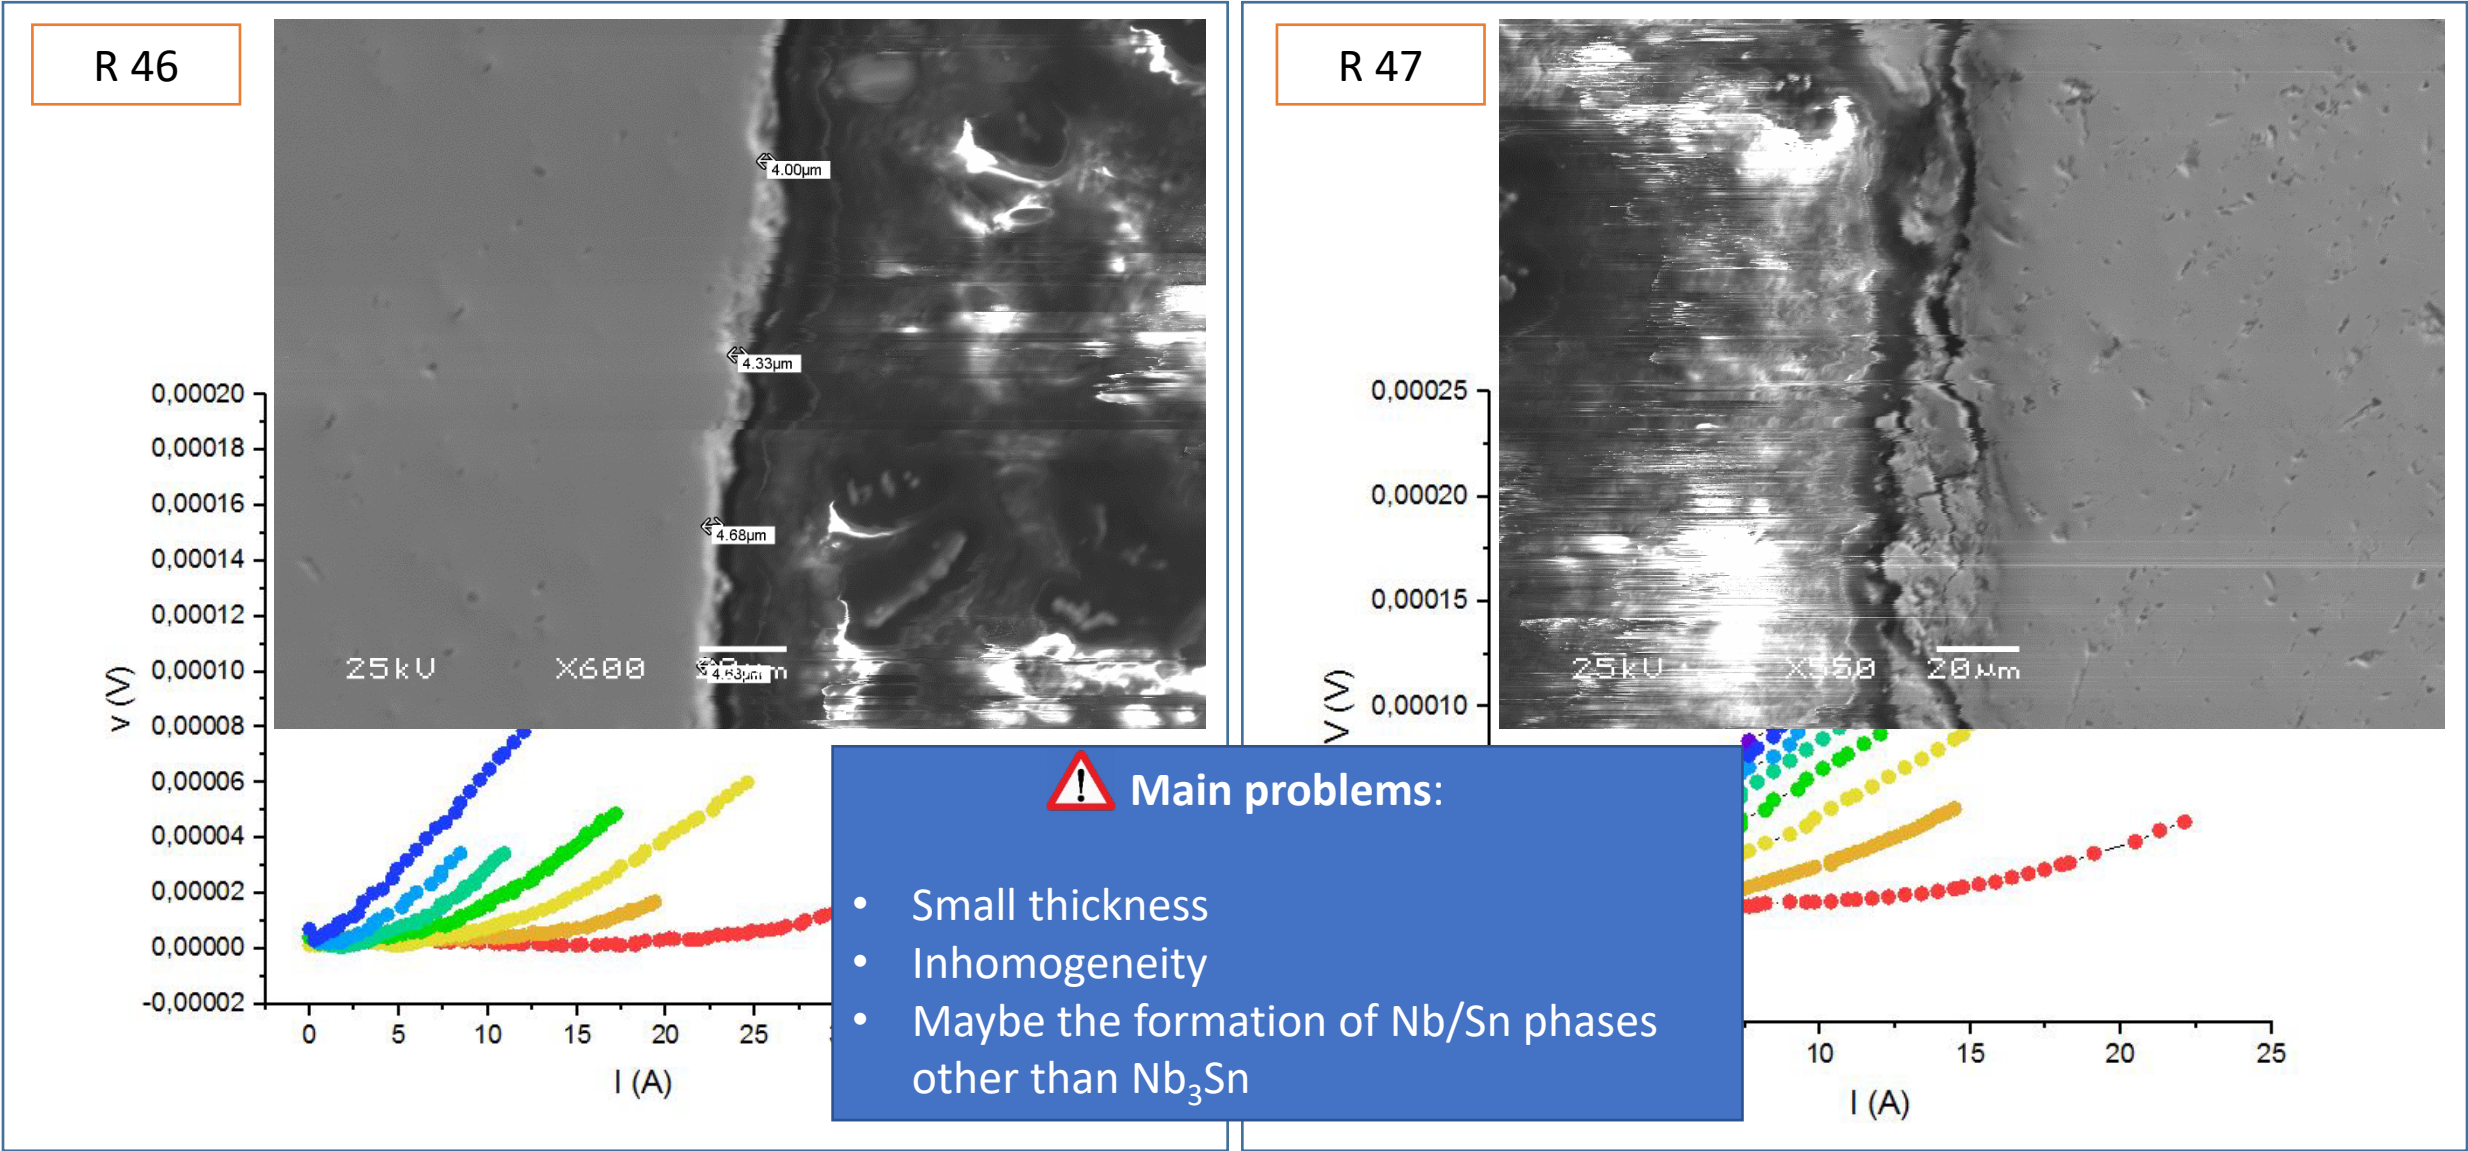 R 46
4.00µm
4.33µm
4.68µm
4.63µm
25kV X600
0,00020
0,00018
0,00016
0,00014
0,00012
0,00010
0,00008
0,00006
0,00004
0,00002
0,00000
-0,00002
V (V)
0 5 10 15 20 25
I (A)
R 47
25kV X550 20µm
0,00025
0,00020
0,00015
0,00010
V (V)
10 15 20 25
I (A)
Main problems:
• Small thickness
• Inhomogeneity
• Maybe the formation of Nb/Sn phases
other than Nb₃Sn